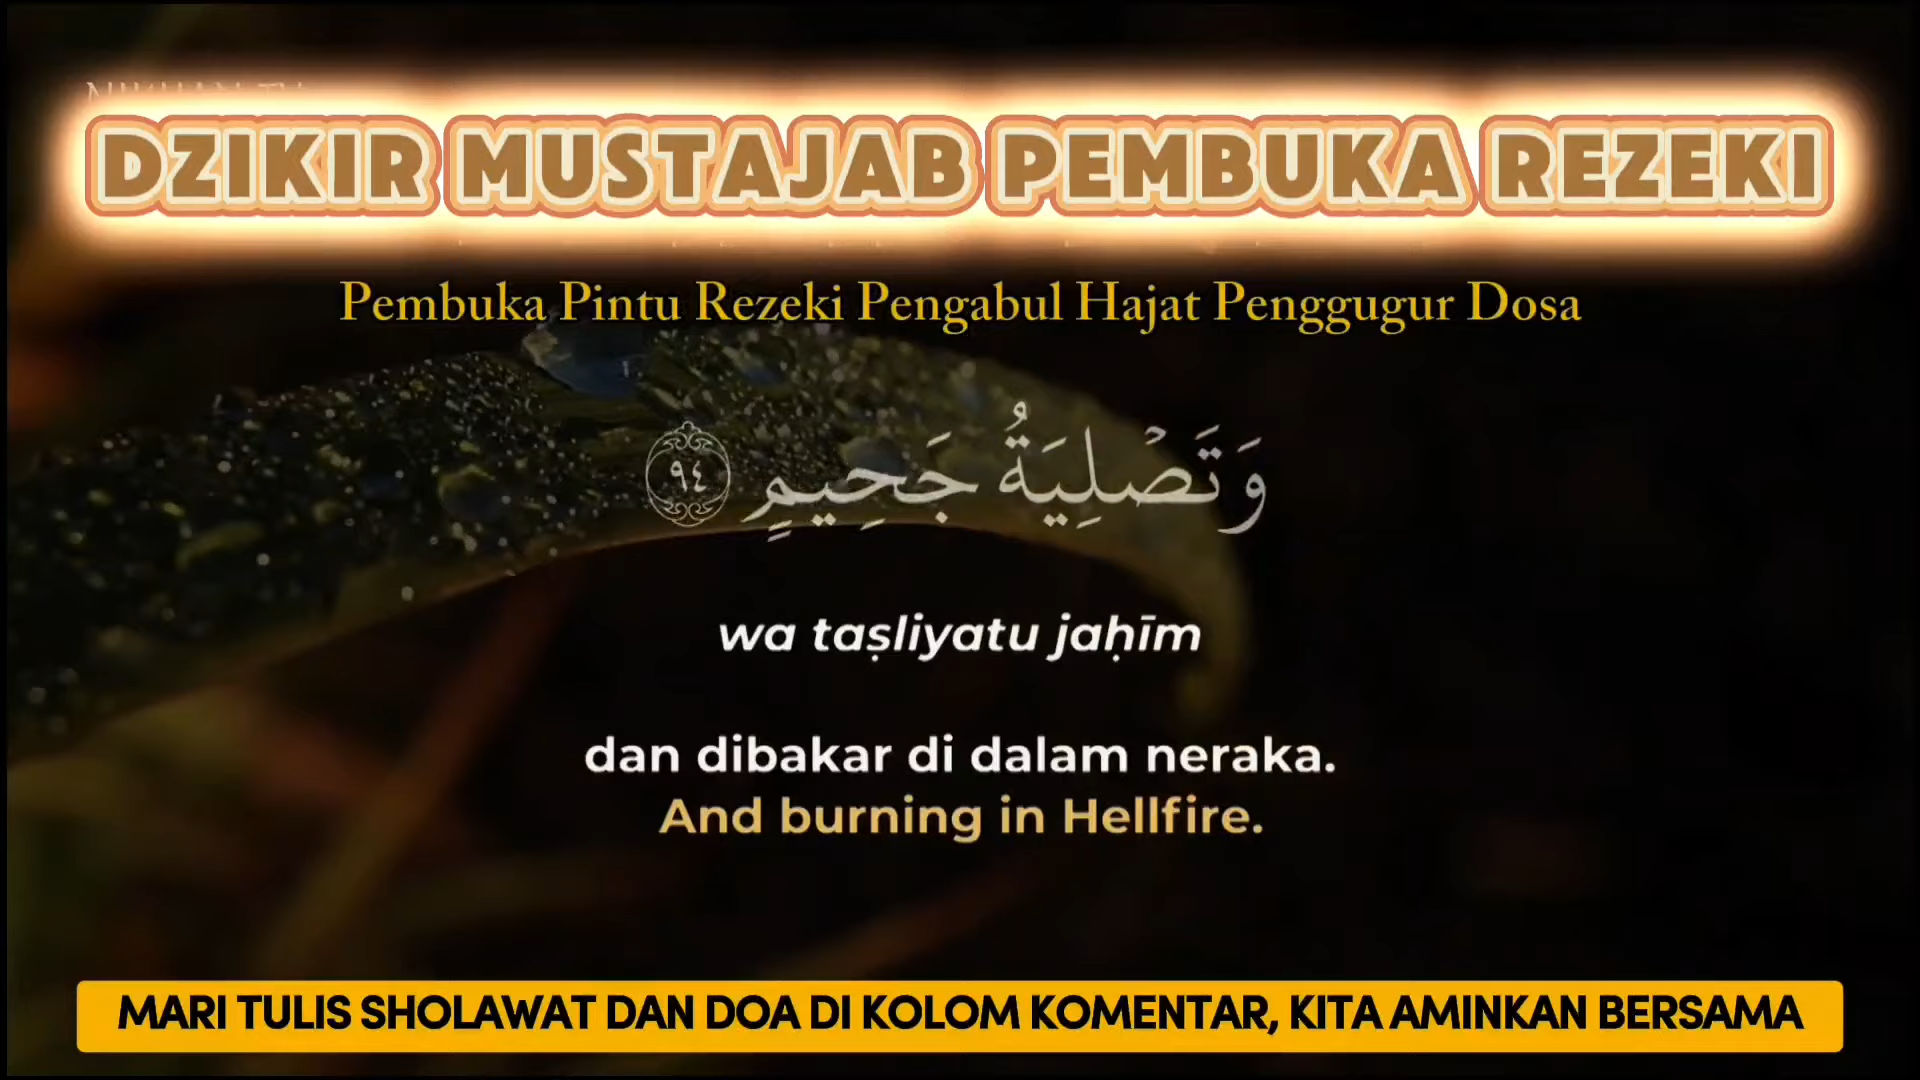 DZIKIR MUSTAJAB PEMBUKA REZEKI
Pembuka Pintu Rezeki Pengabul Hajat Penggugur Dosa
وَتَصْلِيَةُ جَحِيمٍ ٩٤
wa taṣliyatu jaḥīm
dan dibakar di dalam neraka.
And burning in Hellfire.
MARI TULIS SHOLAWAT DAN DOA DI KOLOM KOMENTAR, KITA AMINKAN BERSAMA